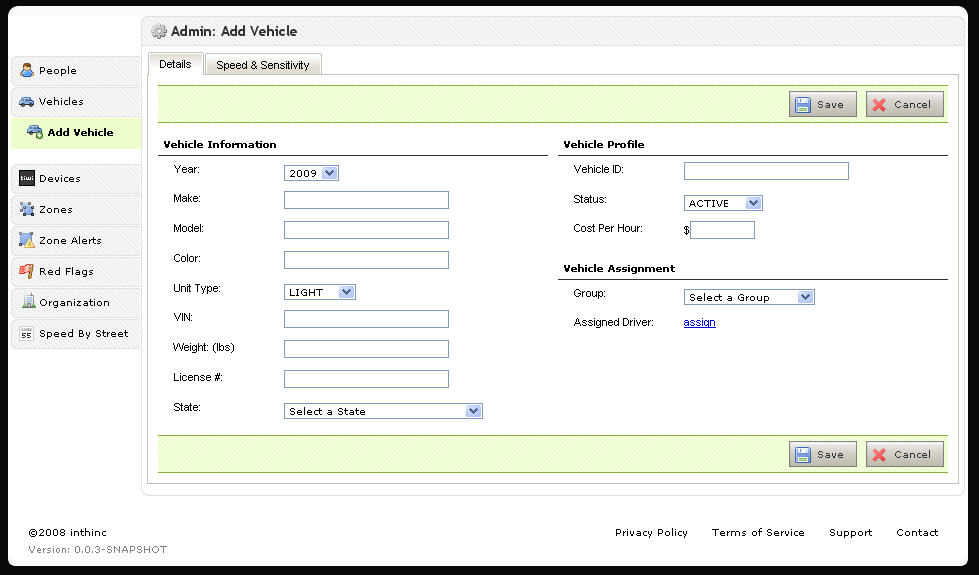 Admin: Add Vehicle
People
Vehicles
Add Vehicle
tiwi Devices
Zones
Zone Alerts
Red Flags
Organization
55 Speed By Street
Details
Speed & Sensitivity
Save
Cancel
Vehicle Information
Year: 2009
Make:
Model:
Color:
Unit Type: LIGHT
VIN:
Weight: (lbs)
License #:
State: Select a State
Vehicle Profile
Vehicle ID:
Status: ACTIVE
Cost Per Hour: $
Vehicle Assignment
Group: Select a Group
Assigned Driver: assign
Save
Cancel
©2008 inthinc
Version: 0.0.3-SNAPSHOT
Privacy Policy
Terms of Service
Support
Contact